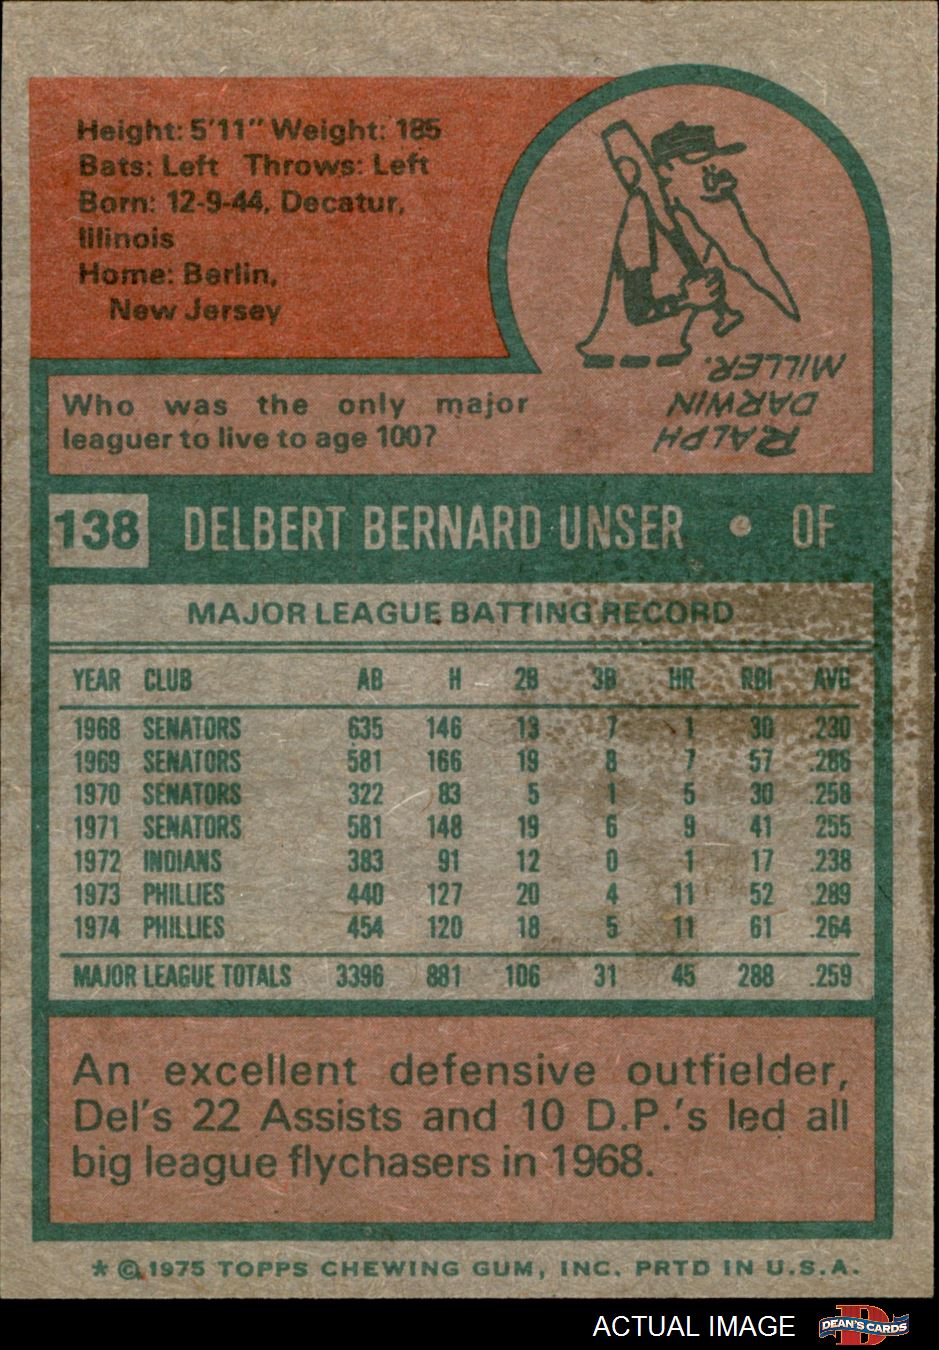 Height: 5'11" Weight: 185
Bats: Left Throws: Left
Born: 12-9-44, Decatur,
Illinois
Home: Berlin,
New Jersey
Who was the only major
leaguer to live to age 100?
RALPH
DARWIN
MILLER.
138 DELBERT BERNARD UNSER • OF
MAJOR LEAGUE BATTING RECORD
YEAR CLUB AB H 2B 3B HR RBI AVG
1968 SENATORS 635 146 13 7 1 30 .230
1969 SENATORS 581 166 19 8 7 57 .286
1970 SENATORS 322 83 5 1 5 30 .258
1971 SENATORS 581 148 19 6 9 41 .255
1972 INDIANS 383 91 12 0 1 17 .238
1973 PHILLIES 440 127 20 4 11 52 .289
1974 PHILLIES 454 120 18 5 11 61 .264
MAJOR LEAGUE TOTALS 3396 881 106 31 45 288 .259
An excellent defensive outfielder,
Del's 22 Assists and 10 D.P.'s led all
big league flychasers in 1968.
* © 1975 TOPPS CHEWING GUM, INC. PRTD IN U.S.A.
ACTUAL IMAGE DEAN'S CARDS